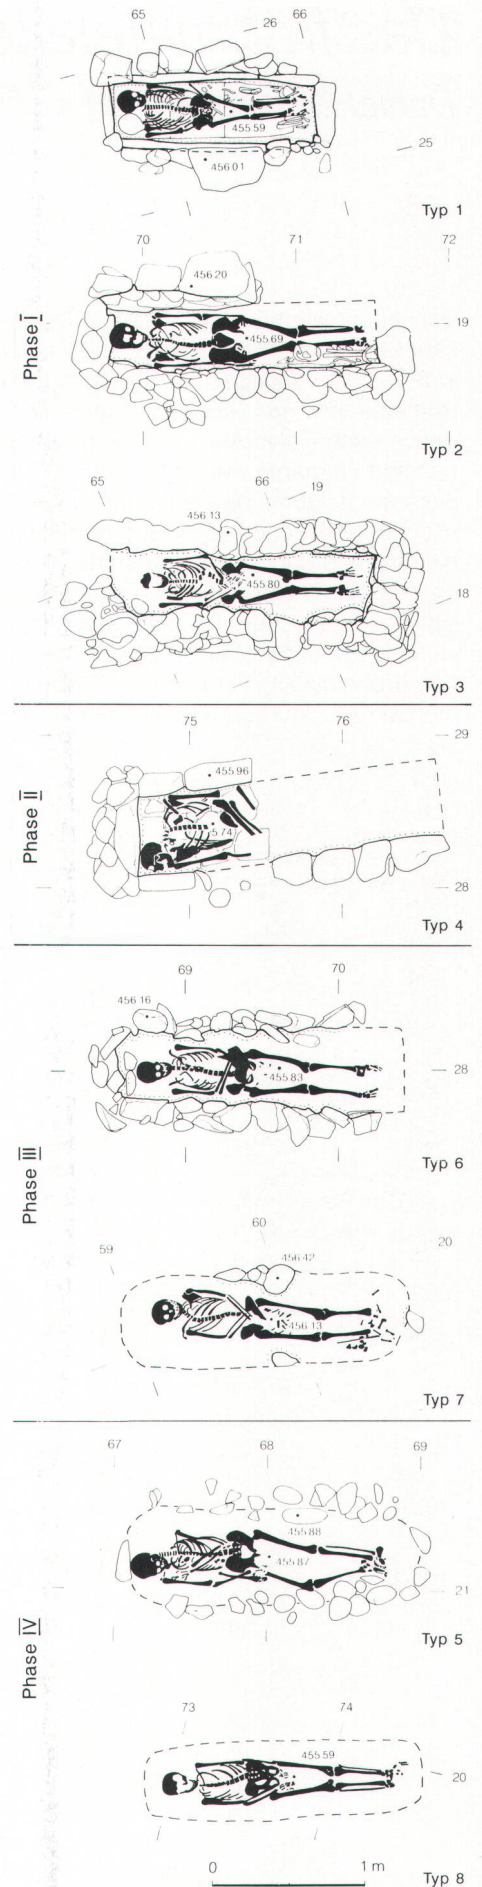 65 26 66
455 59
25
456 01
Typ 1
70 71 72
456 20
19
455 69
Phase I
Typ 2
65 66 19
456 13
455 80
18
Typ 3
75 76 29
455 96
5 74
Phase II
28
Typ 4
69 70
456 16
28
455 83
Phase III
Typ 6
59 60 20
456 42
456 13
Typ 7
67 68 69
455 88
455 87
21
Phase IV
Typ 5
73 74
455 59
20
0 1 m
Typ 8